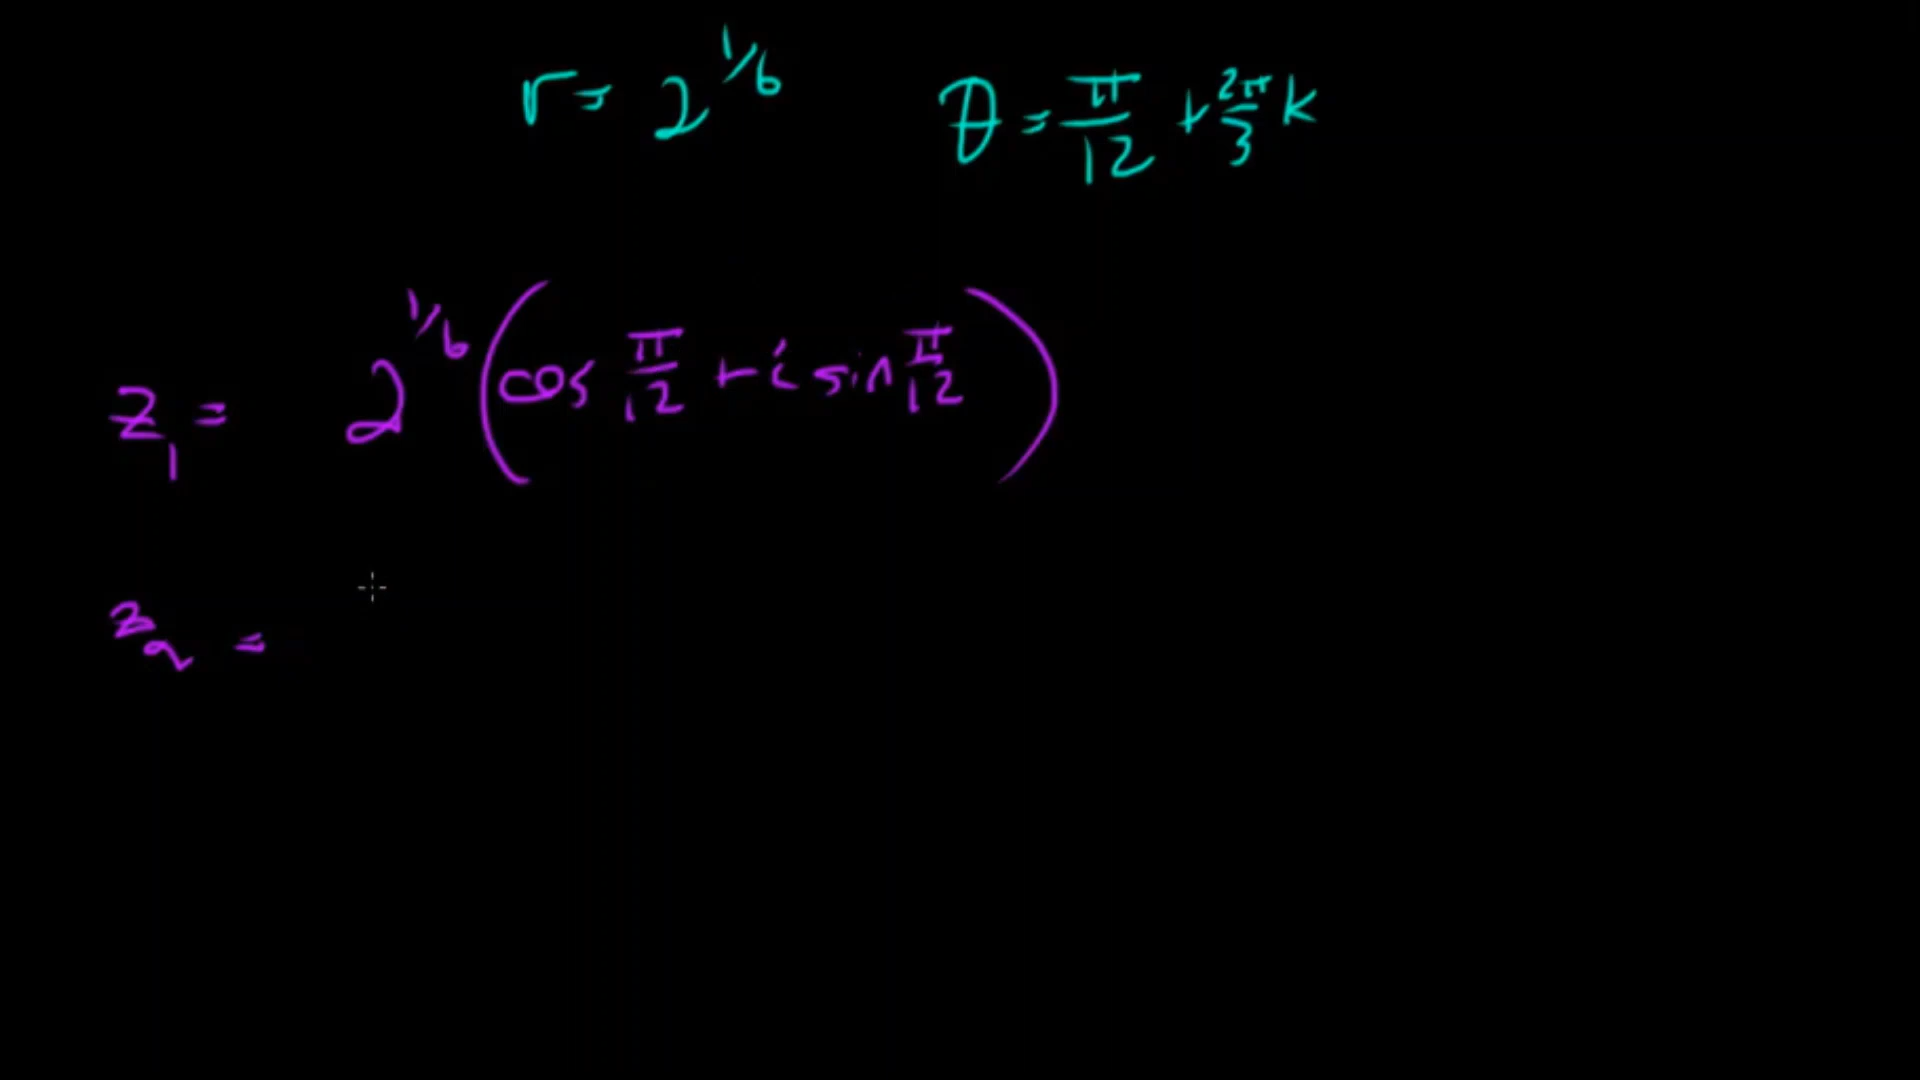 r = 2^{1/6} θ = π/12 + 2π/3 k
z₁ = 2^{1/6} (cos π/12 + i sin π/12)
z₂ =